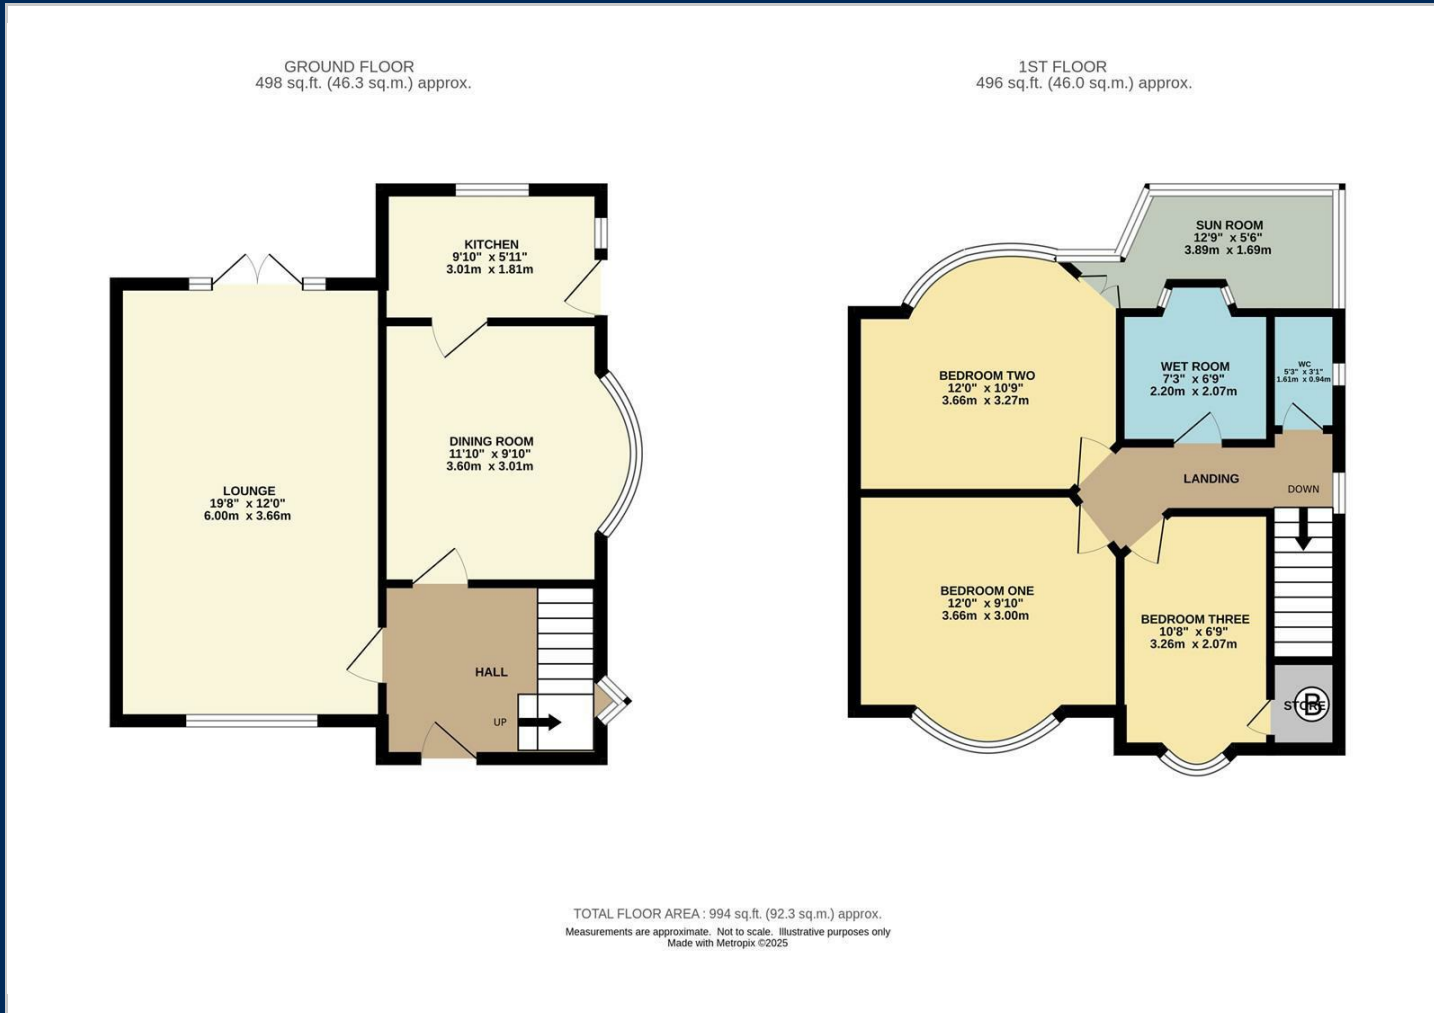 GROUND FLOOR
498 sq.ft. (46.3 sq.m.) approx.
1ST FLOOR
496 sq.ft. (46.0 sq.m.) approx.
KITCHEN
9'10" x 5'11"
3.01m x 1.81m
DINING ROOM
11'10" x 9'10"
3.60m x 3.01m
LOUNGE
19'8" x 12'0"
6.00m x 3.66m
HALL
UP
SUN ROOM
12'9" x 5'6"
3.89m x 1.69m
BEDROOM TWO
12'0" x 10'9"
3.66m x 3.27m
WET ROOM
7'3" x 6'9"
2.20m x 2.07m
WC
5'3" x 3'1"
1.61m x 0.94m
LANDING
DOWN
BEDROOM ONE
12'0" x 9'10"
3.66m x 3.00m
BEDROOM THREE
10'8" x 6'9"
3.26m x 2.07m
STORE
B
TOTAL FLOOR AREA : 994 sq.ft. (92.3 sq.m.) approx.
Measurements are approximate. Not to scale. Illustrative purposes only
Made with Metropix ©2025